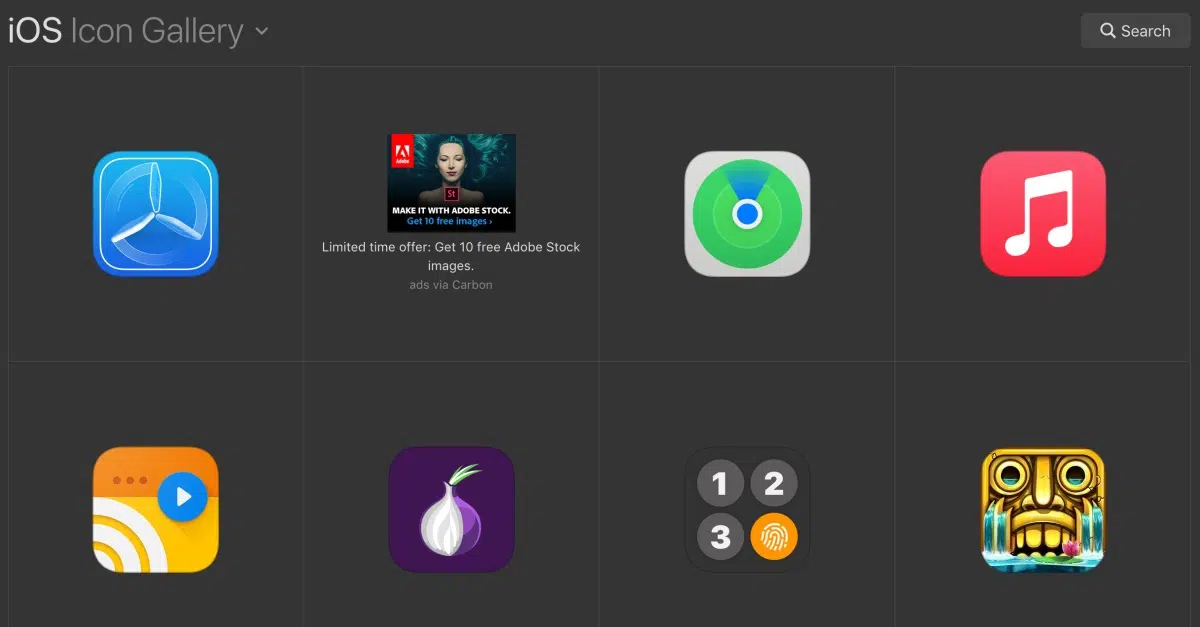 iOS Icon Gallery
Search
Adobe
St
MAKE IT WITH ADOBE STOCK.
Get 10 free images ›
Limited time offer: Get 10 free Adobe Stock
images.
ads via Carbon
1 2
3